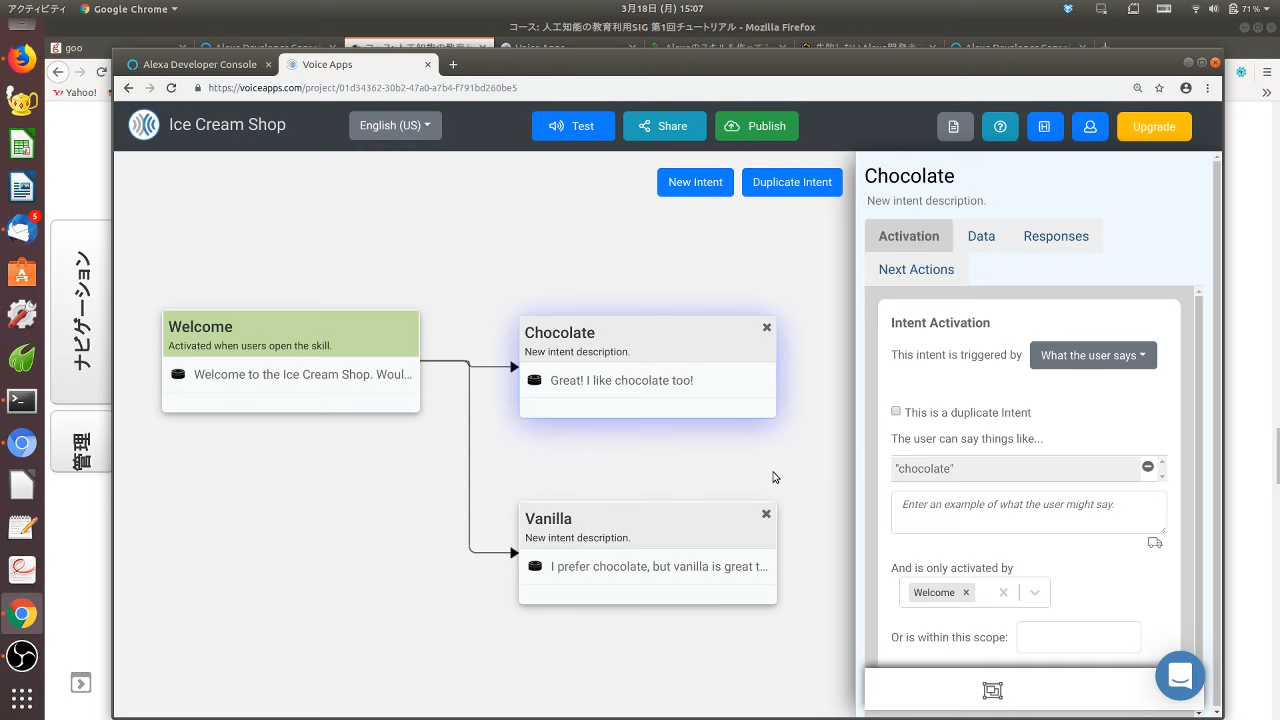 アクティビティ
Google Chrome
3月18日(月) 15:07
71 %
コース: 人工知能の教育利用SIG 第1回チュートリアル - Mozilla Firefox
goo
Alexa Developer Console
Voice Apps
https://voiceapps.com/project/01d34362-30b2-47a0-a7b4-f791bd260be5
Yahoo!
Ice Cream Shop
English (US)
Test
Share
Publish
Upgrade
New Intent
Duplicate Intent
ナビゲーション
管理
5
Welcome
Activated when users open the skill.
Welcome to the Ice Cream Shop. Woul...
Chocolate
New intent description.
Great! I like chocolate too!
Vanilla
New intent description.
I prefer chocolate, but vanilla is great t...
Chocolate
New intent description.
Activation
Data
Responses
Next Actions
Intent Activation
This intent is triggered by
What the user says
This is a duplicate Intent
The user can say things like...
"chocolate"
Enter an example of what the user might say.
And is only activated by
Welcome
Or is within this scope: